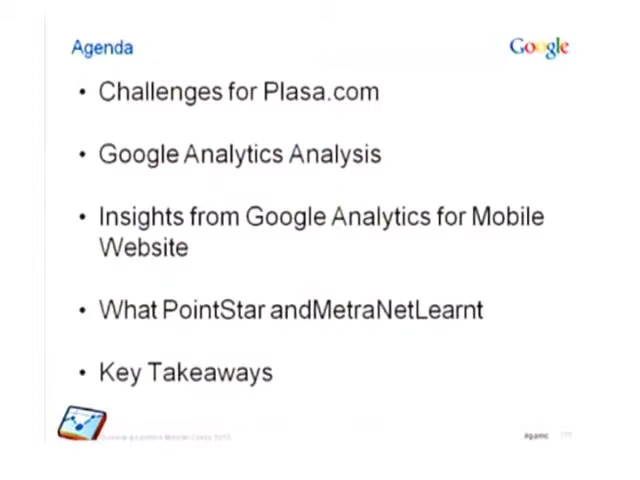 Agenda
Google
• Challenges for Plasa.com
• Google Analytics Analysis
• Insights from Google Analytics for Mobile
Website
• What PointStar andMetraNetLearnt
• Key Takeaways
#gamc